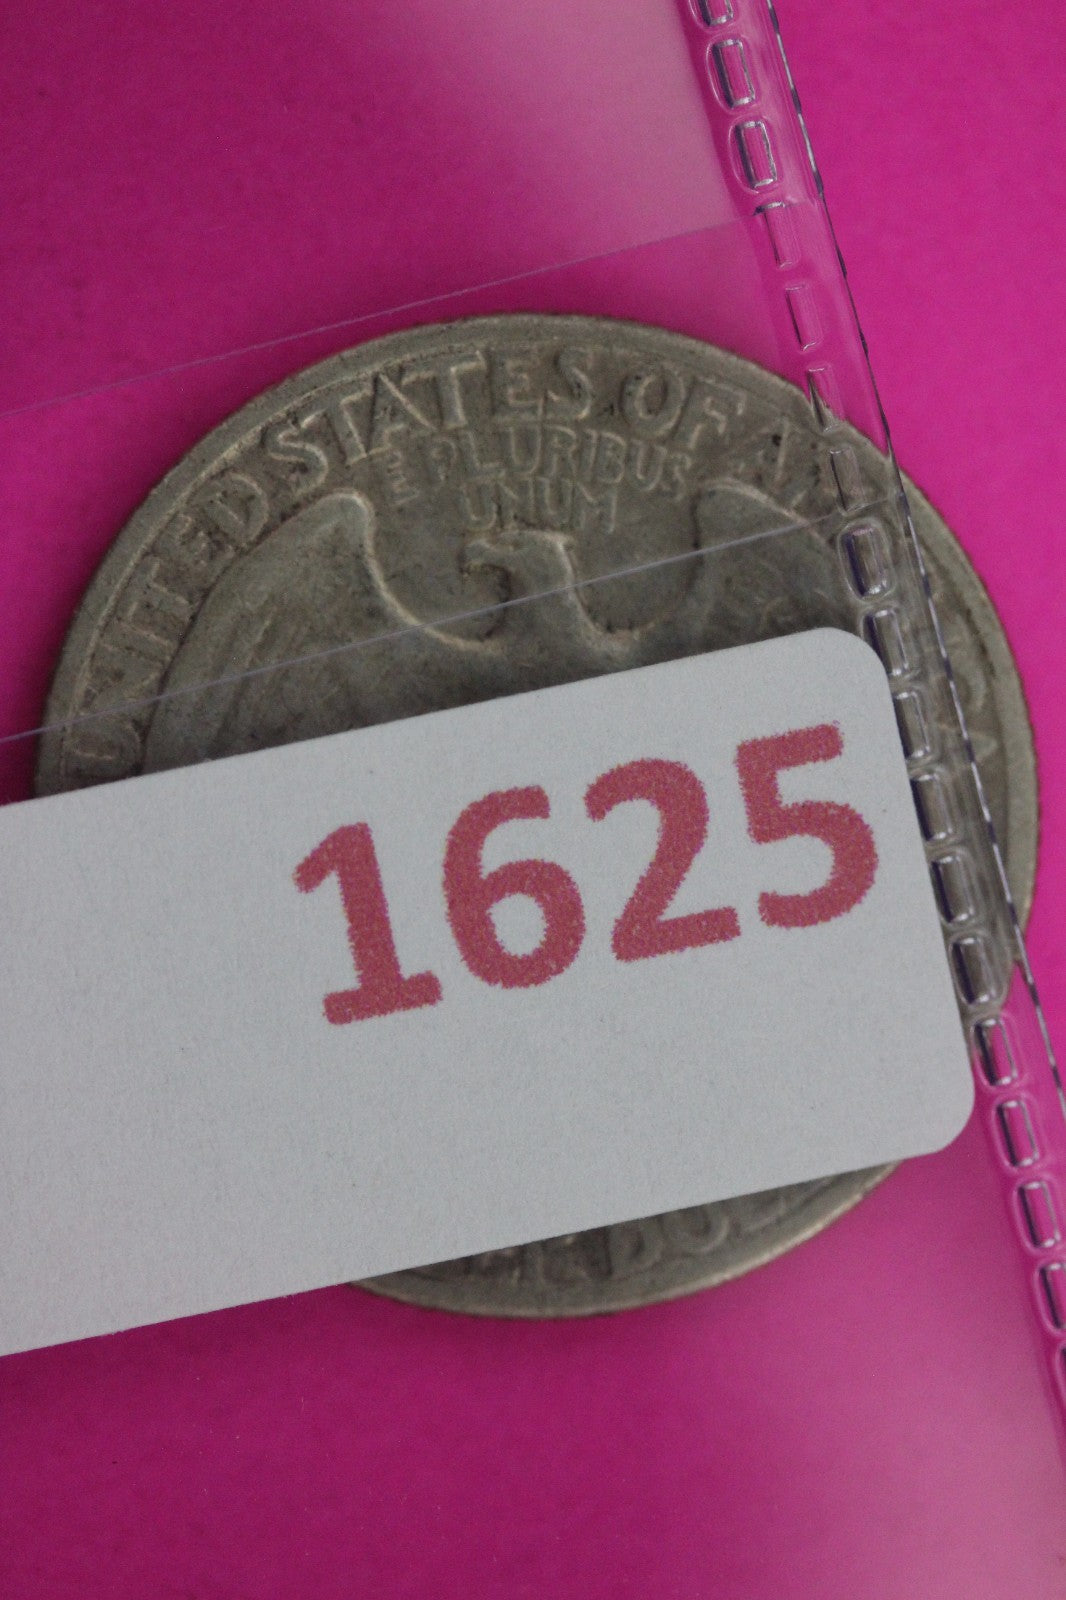 UNITED STATES OF
E PLURIBUS
UNUM
1625